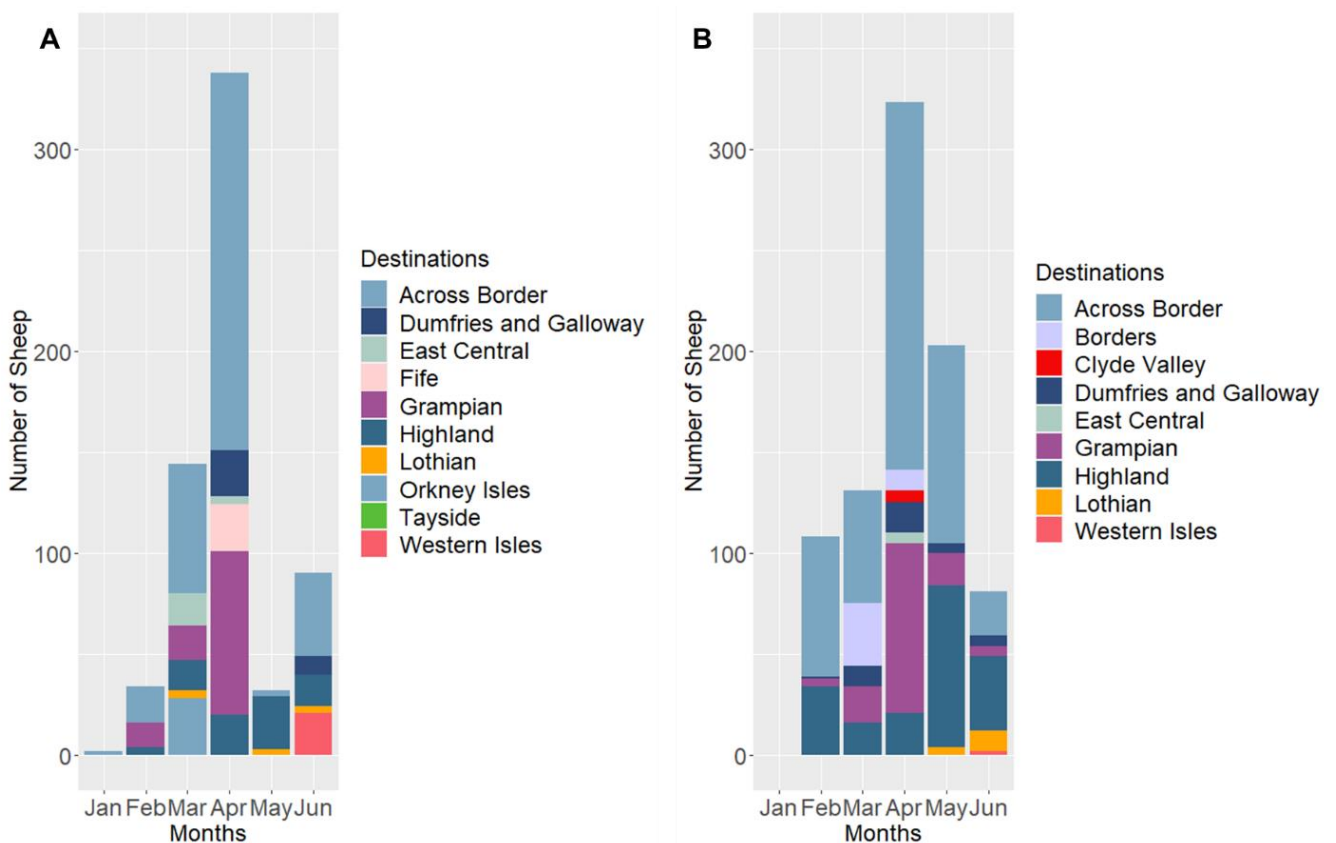 A
Number of Sheep
300
200
100
0
Jan Feb Mar Apr May Jun
Months
Destinations
Across Border
Dumfries and Galloway
East Central
Fife
Grampian
Highland
Lothian
Orkney Isles
Tayside
Western Isles
B
Number of Sheep
300
200
100
0
Jan Feb Mar Apr May Jun
Months
Destinations
Across Border
Borders
Clyde Valley
Dumfries and Galloway
East Central
Grampian
Highland
Lothian
Western Isles